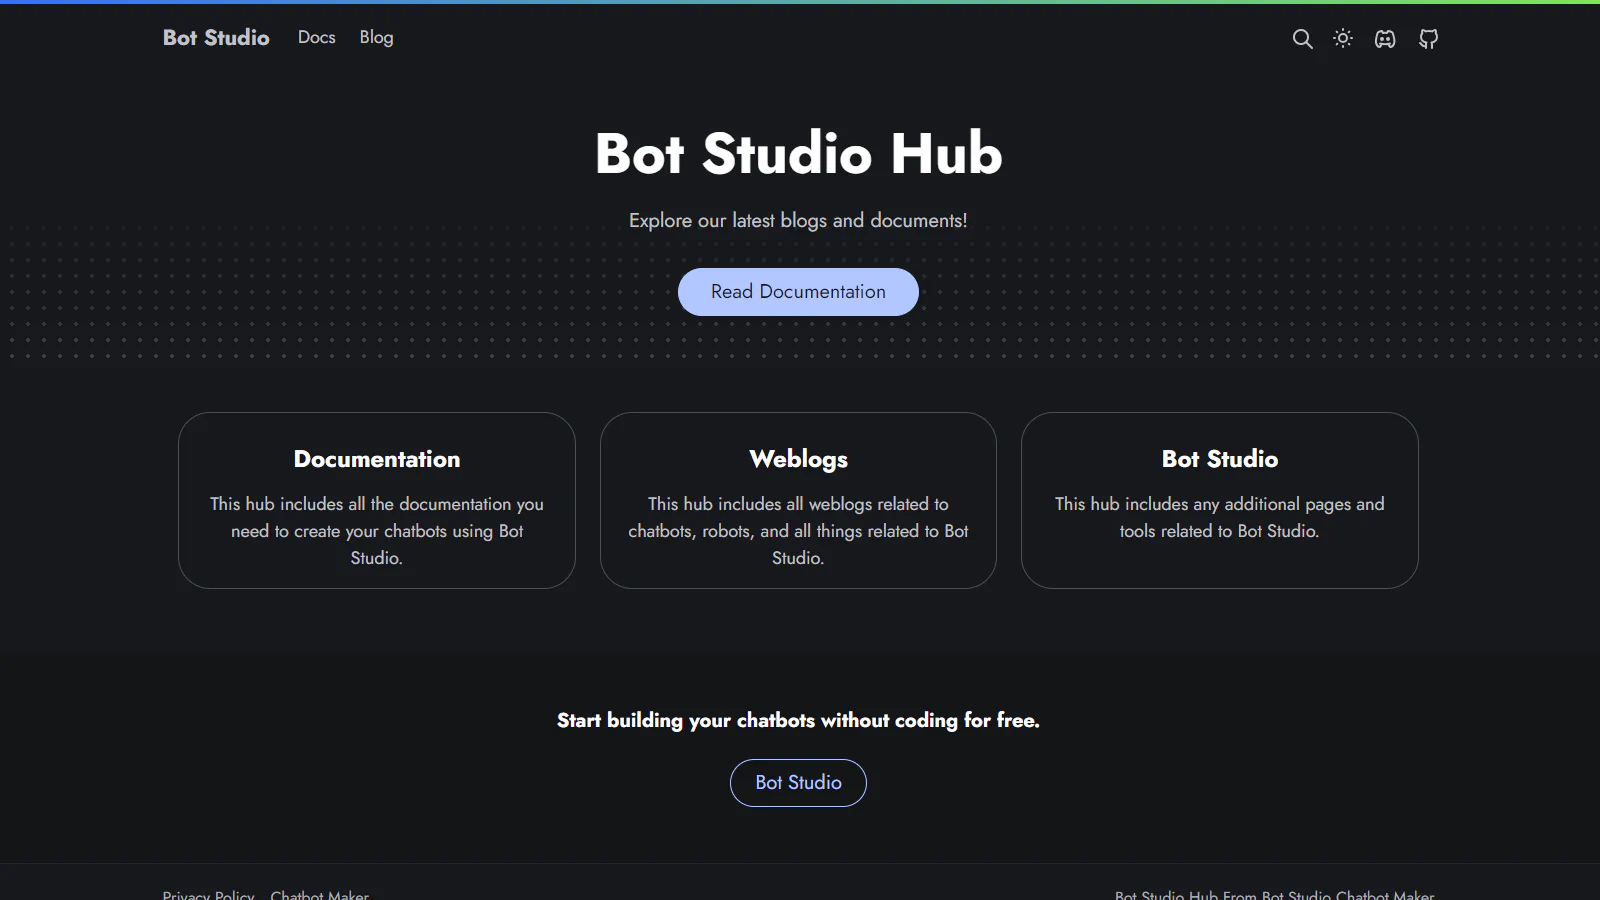 Bot Studio Docs Blog
Bot Studio Hub
Explore our latest blogs and documents!
Read Documentation
Documentation
This hub includes all the documentation you
need to create your chatbots using Bot
Studio.
Weblogs
This hub includes all weblogs related to
chatbots, robots, and all things related to Bot
Studio.
Bot Studio
This hub includes any additional pages and
tools related to Bot Studio.
Start building your chatbots without coding for free.
Bot Studio
Privacy Policy Chatbot Maker
Bot Studio Hub From Bot Studio Chatbot Maker